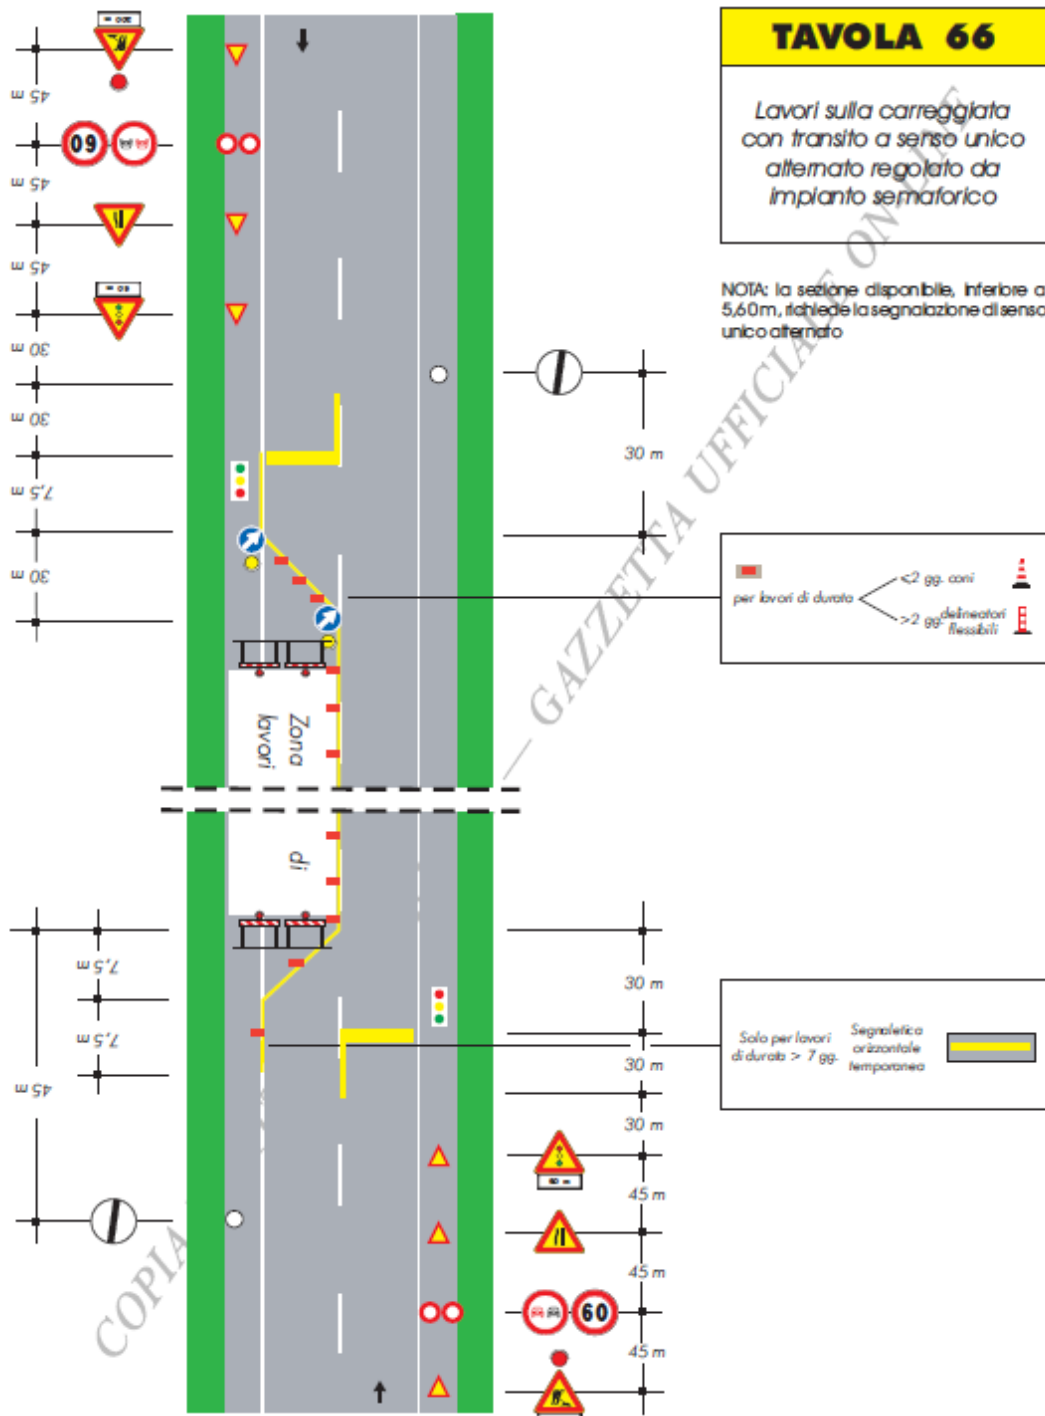 TAVOLA 66
Lavori sulla carreggiata
con transito a senso unico
alternato regolato da
impianto semaforico
NOTA: la sezione disponibile, inferiore a
5,60m, richiede la segnalazione di senso
unico alternato
45 m
60
45 m
45 m
60 m
30 m
30 m
7,5 m
30 m
30 m
per lavori di durata
<2 gg. coni
>2 gg. delineatori
flessibili
Zona
lavori
di
7,5 m
7,5 m
45 m
30 m
30 m
30 m
Solo per lavori
di durata > 7 gg.
Segnaletica
orizzontale
temporanea
60 m
45 m
45 m
60
45 m
COPIA
— GAZZETTA UFFICIALE ON-LINE